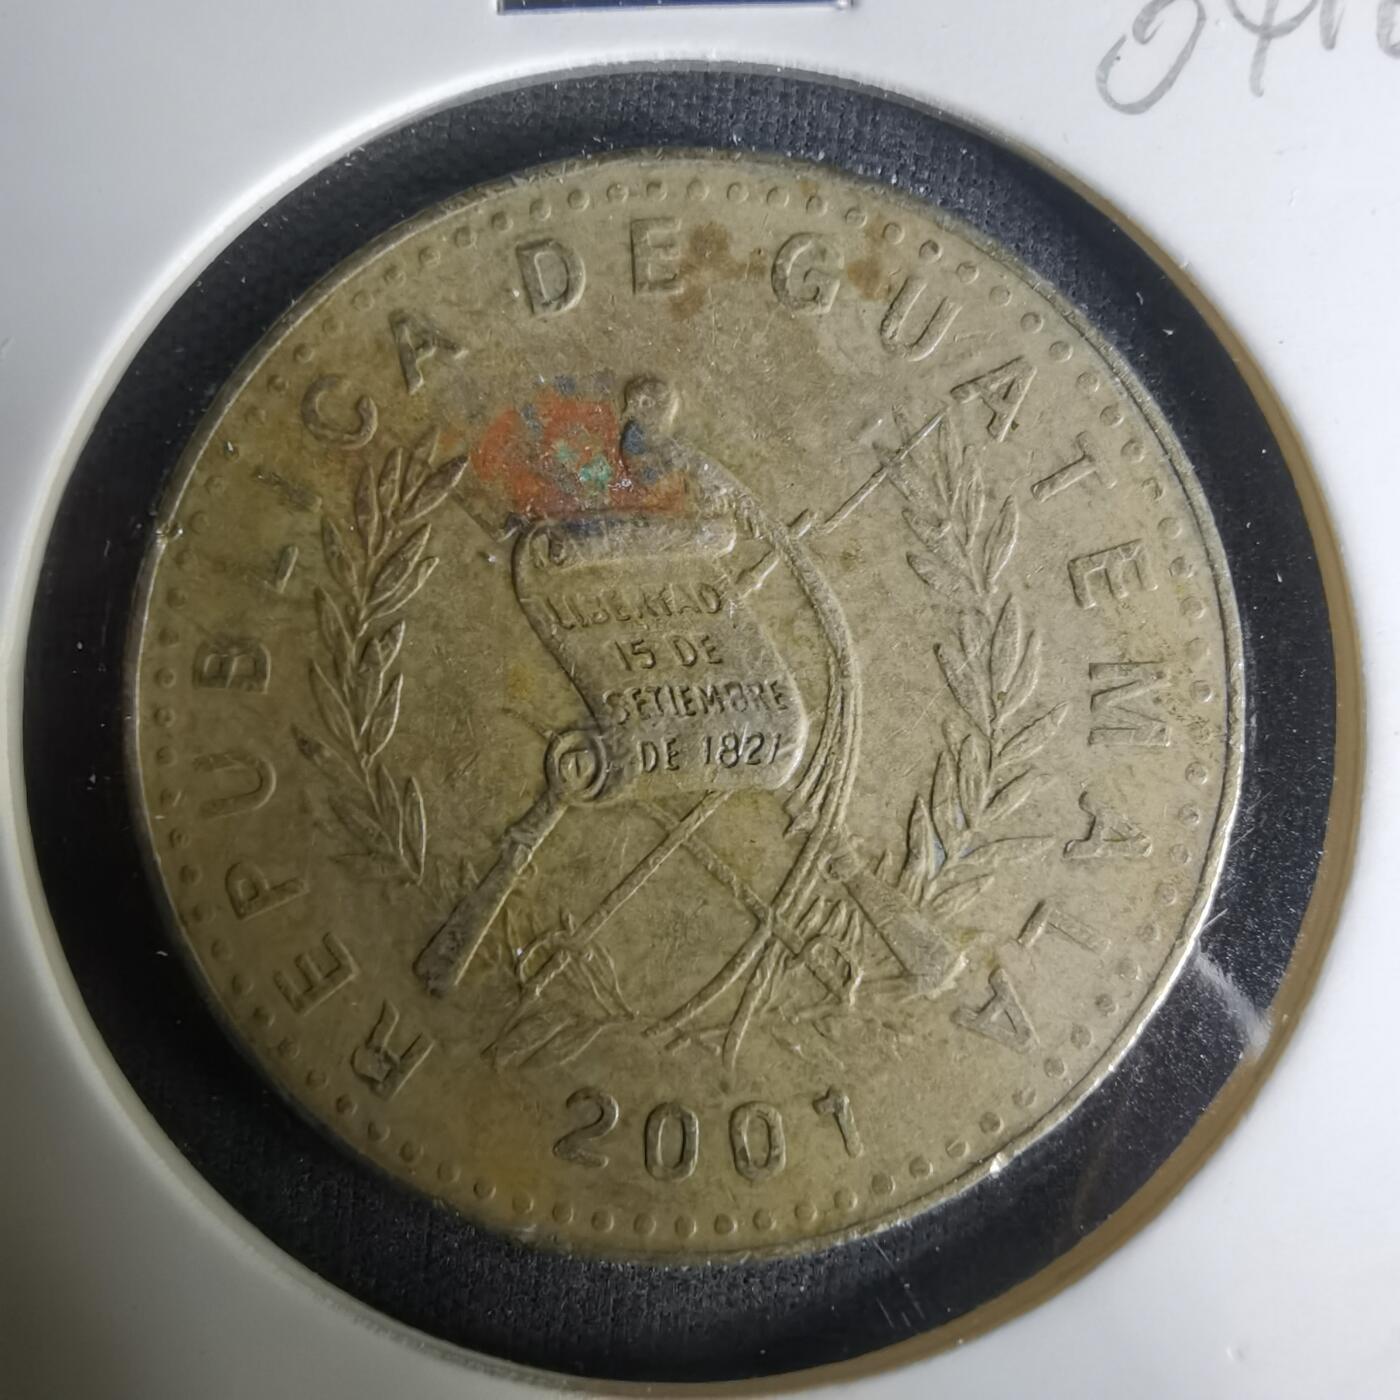 REPUBLICA DE GUATEMALA
LIBERTAD
15 DE
SETIEMBRE
DE 1821
2001